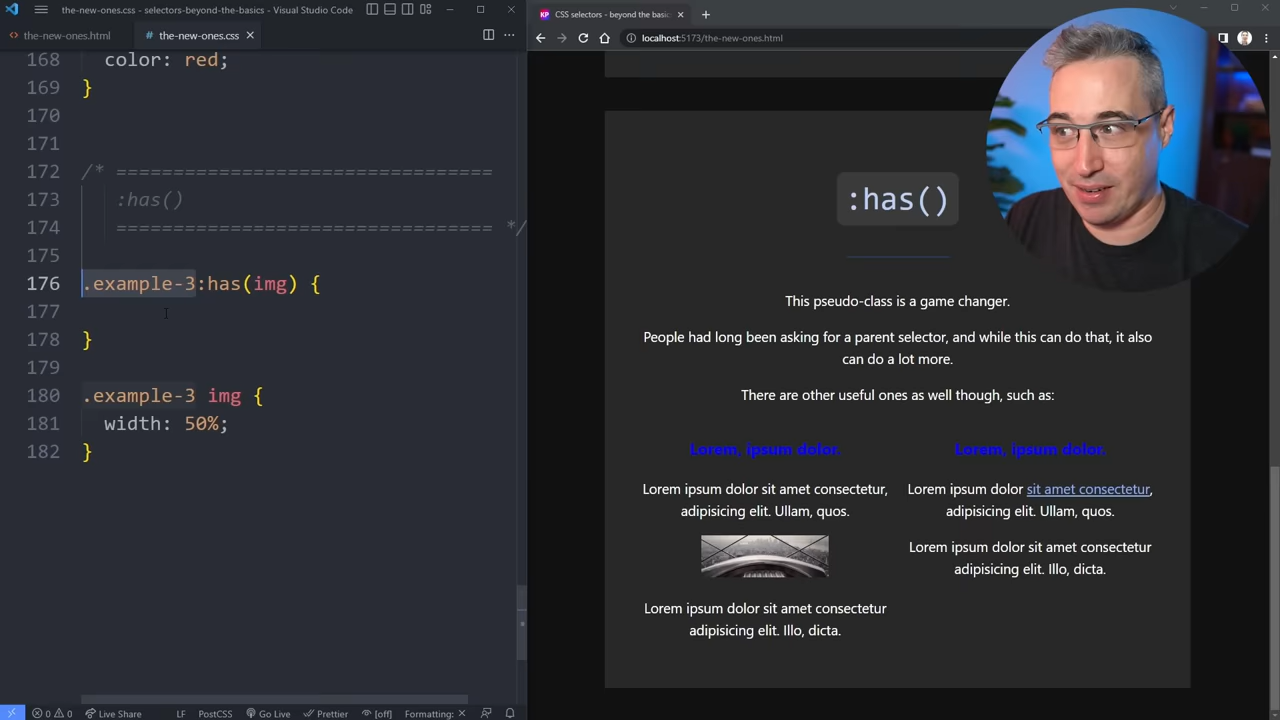 the-new-ones.css - selectors-beyond-the-basics - Visual Studio Code
the-new-ones.html
# the-new-ones.css
168 color: red;
169 }
170
171
172 /* =================================
173 :has()
174 ================================= */
175
176 .example-3:has(img) {
177
178 }
179
180 .example-3 img {
181 width: 50%;
182 }
0 0 Live Share
LF PostCSS Go Live Prettier [off] Formatting: ×
KP CSS selectors - beyond the basic
localhost:5173/the-new-ones.html
:has()
This pseudo-class is a game changer.
People had long been asking for a parent selector, and while this can do that, it also
can do a lot more.
There are other useful ones as well though, such as:
Lorem, ipsum dolor.
Lorem ipsum dolor sit amet consectetur,
adipisicing elit. Ullam, quos.
Lorem ipsum dolor sit amet consectetur
adipisicing elit. Illo, dicta.
Lorem, ipsum dolor.
Lorem ipsum dolor sit amet consectetur,
adipisicing elit. Ullam, quos.
Lorem ipsum dolor sit amet consectetur
adipisicing elit. Illo, dicta.